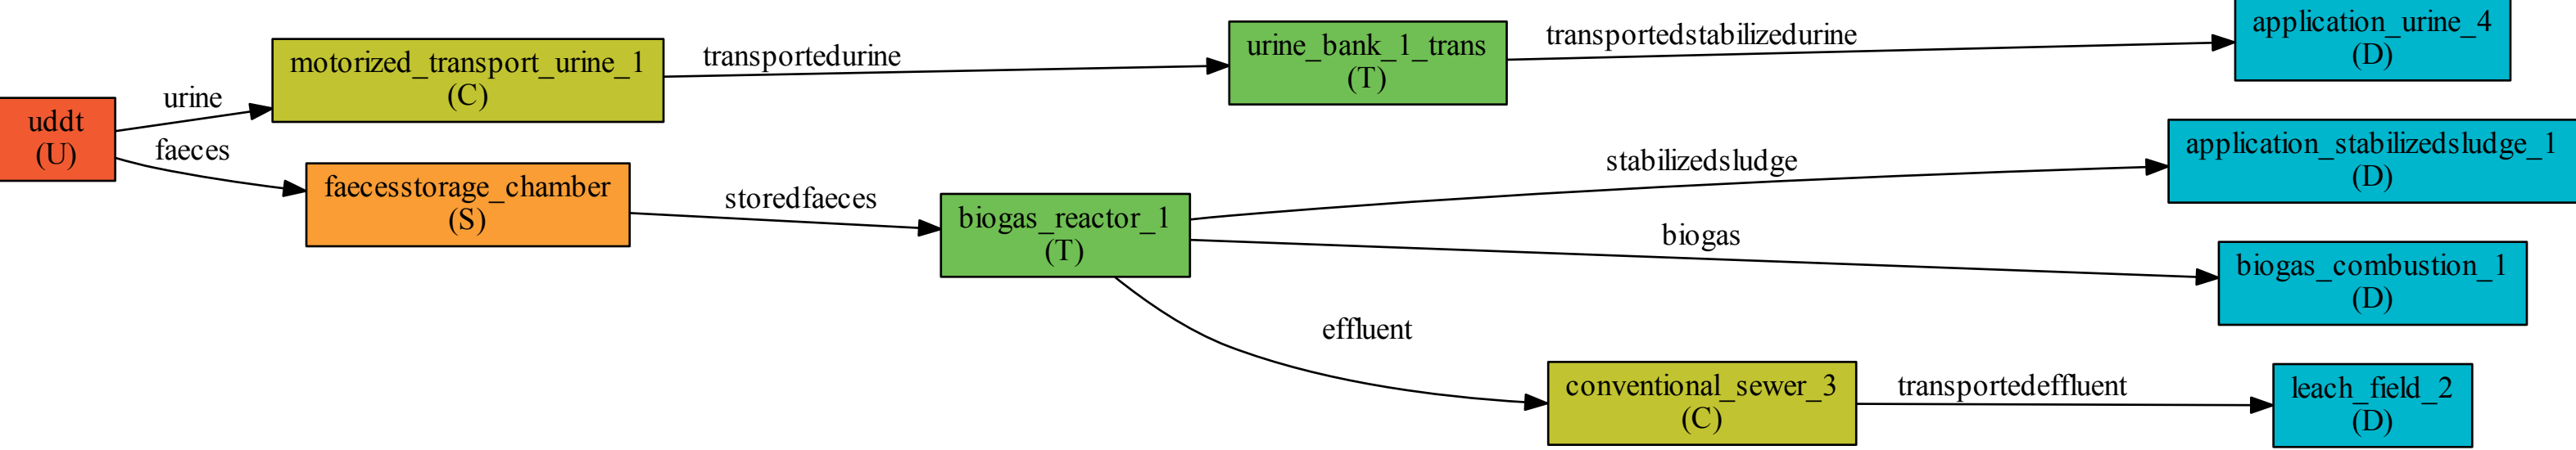 uddt
(U)
urine
faeces
motorized_transport_urine_1
(C)
faecesstorage_chamber
(S)
transportedurine
storedfaeces
biogas_reactor_1
(T)
urine_bank_1_trans
(T)
transportedstabilizedurine
stabilizedsludge
biogas
effluent
conventional_sewer_3
(C)
transportedeffluent
application_urine_4
(D)
application_stabilizedsludge_1
(D)
biogas_combustion_1
(D)
leach_field_2
(D)